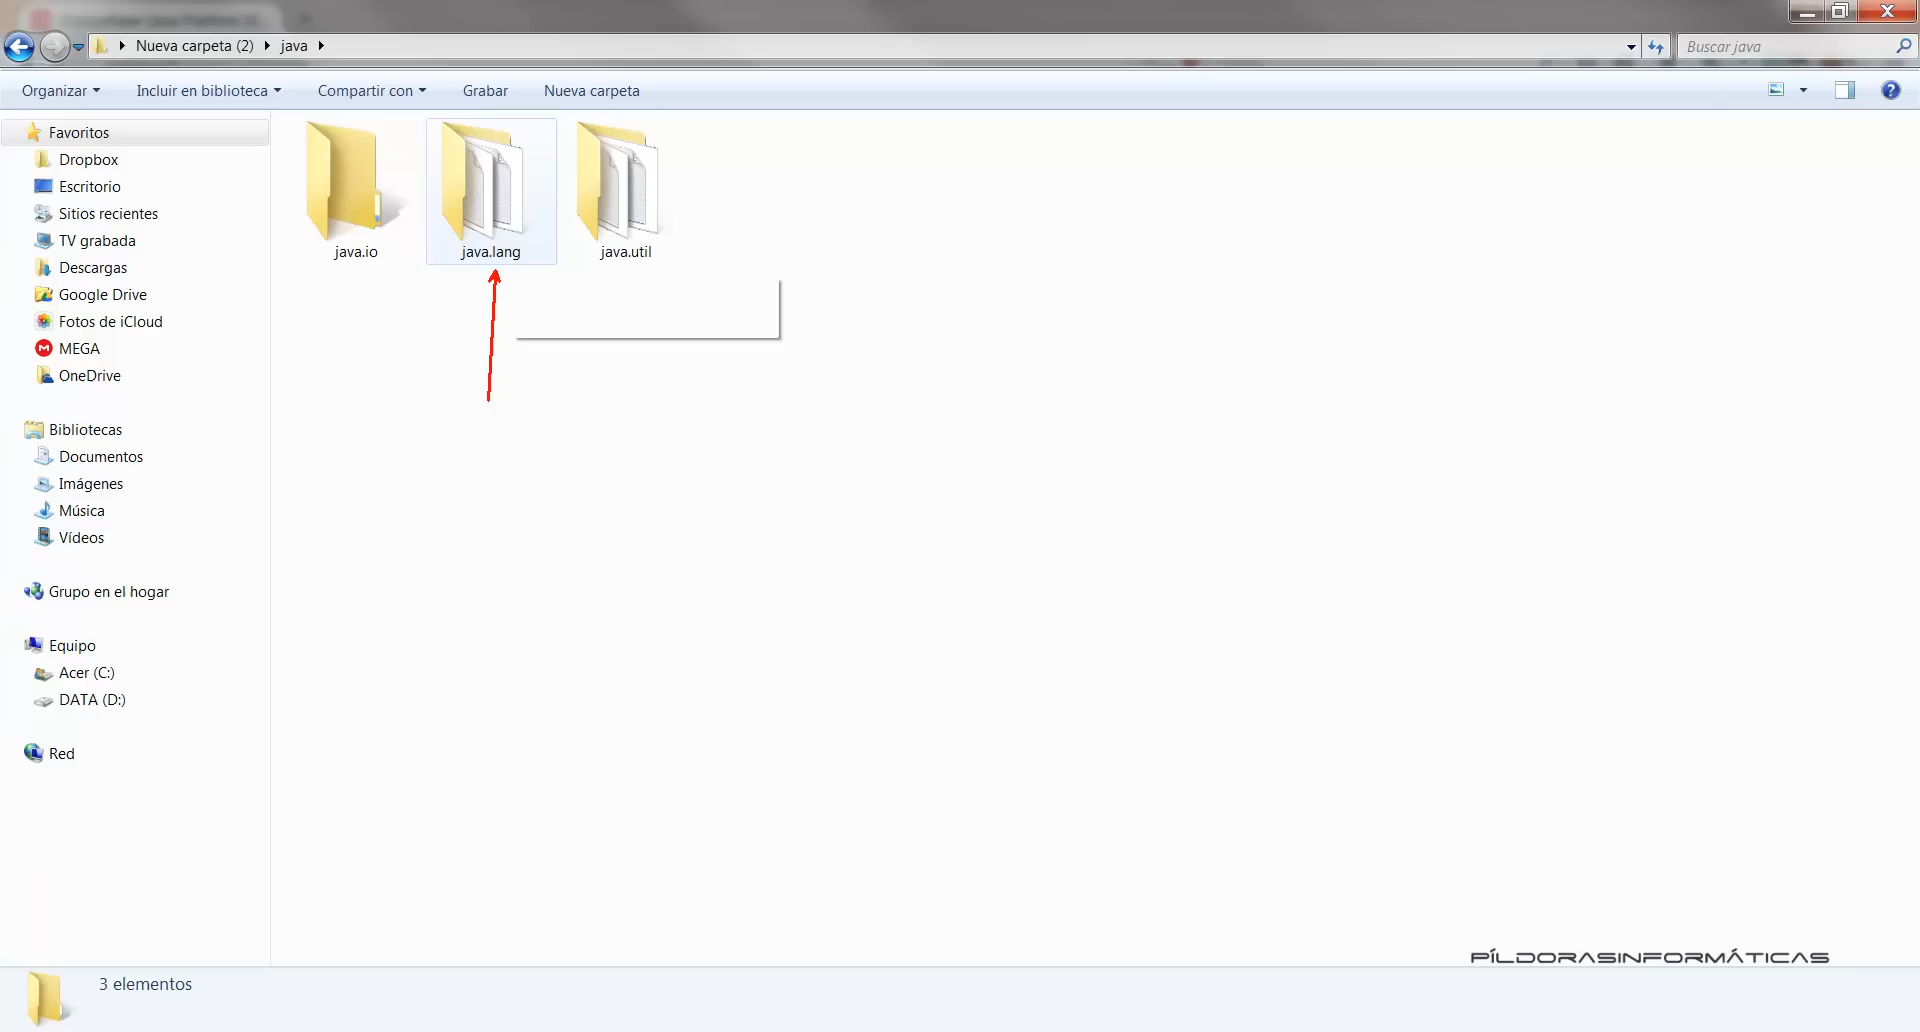 Nueva carpeta (2)
java
Buscar java
Organizar
Incluir en biblioteca
Compartir con
Grabar
Nueva carpeta
Favoritos
Dropbox
Escritorio
Sitios recientes
TV grabada
Descargas
Google Drive
Fotos de iCloud
MEGA
OneDrive
Bibliotecas
Documentos
Imágenes
Música
Vídeos
Grupo en el hogar
Equipo
Acer (C:)
DATA (D:)
Red
java.io
java.lang
java.util
PÍLDORASINFORMÁTICAS
3 elementos